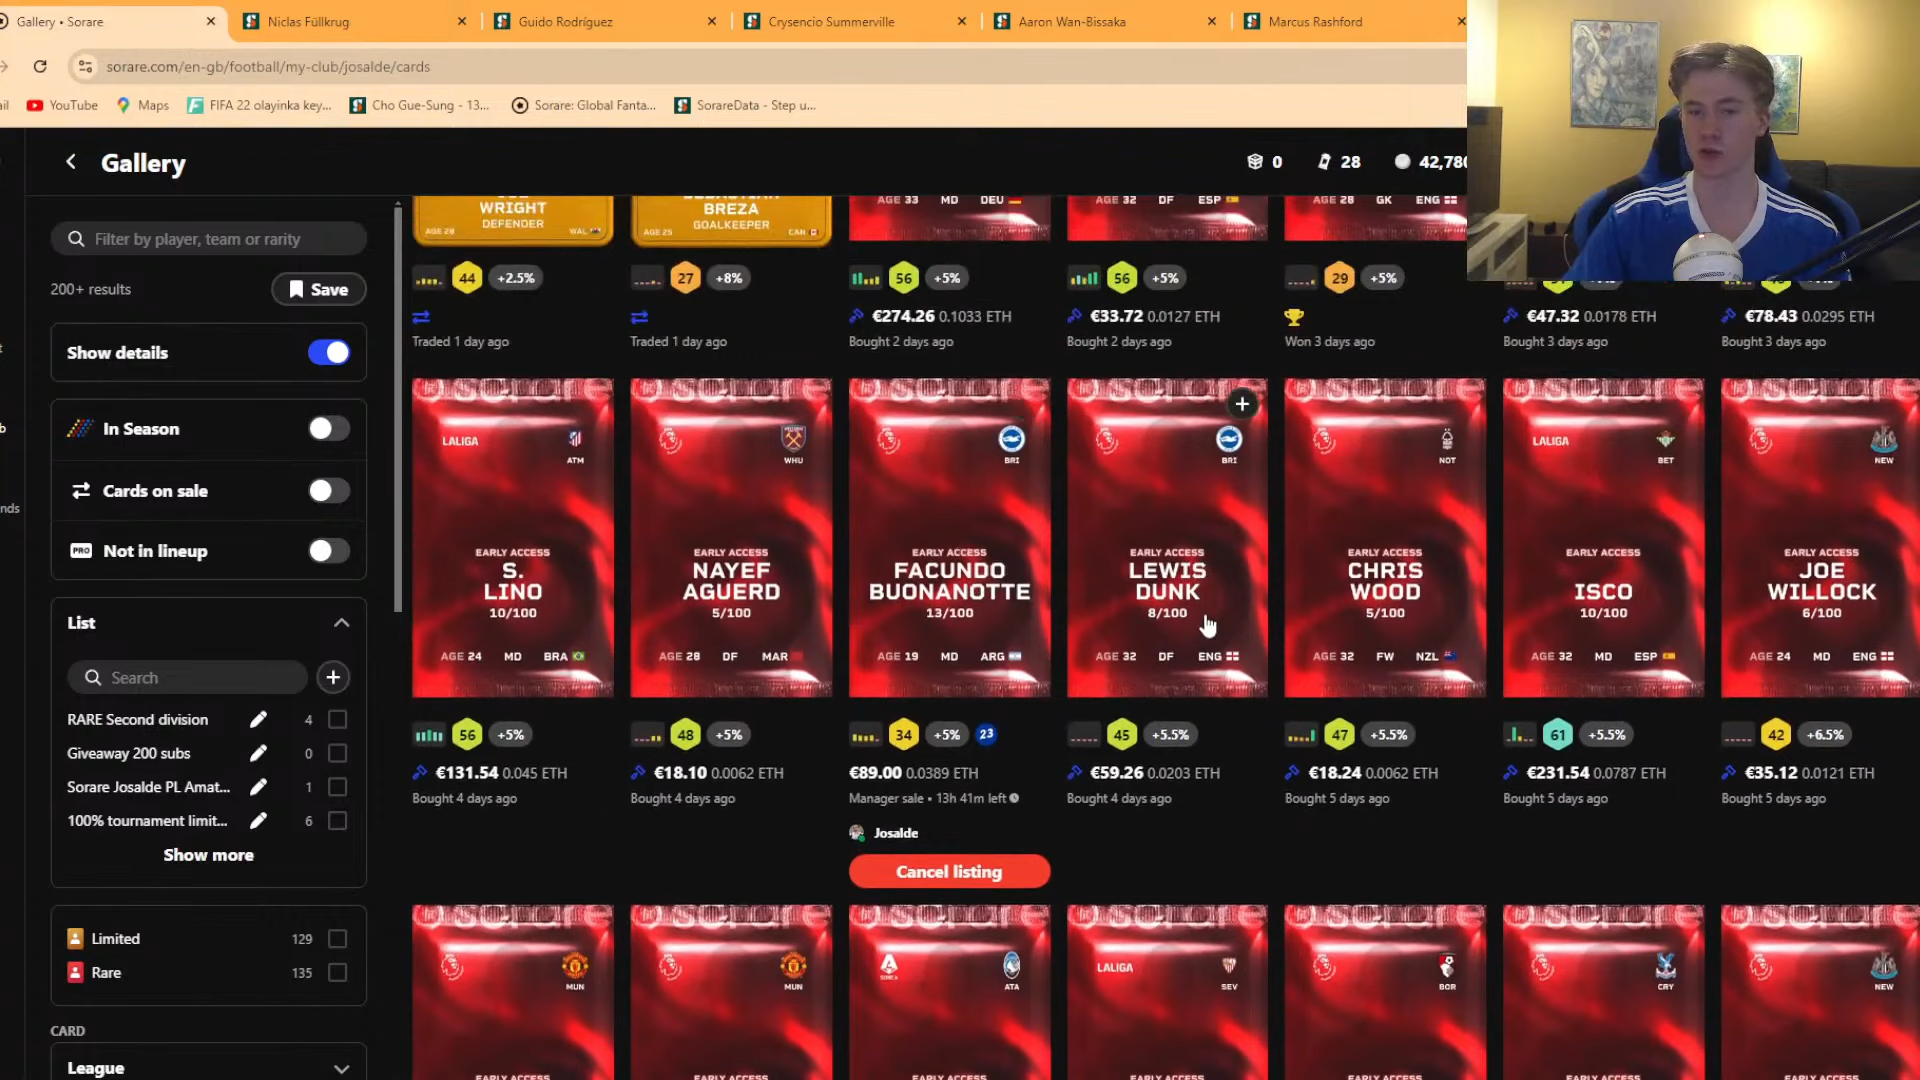 Gallery • Sorare
Niclas Füllkrug
Guido Rodríguez
Crysencio Summerville
Aaron Wan-Bissaka
Marcus Rashford
sorare.com/en-gb/football/my-club/josalde/cards
YouTube
Maps
FIFA 22 olayinka key...
Cho Gue-Sung - 13...
Sorare: Global Fanta...
SorareData - Step u...
Gallery
0
28
42,780
Filter by player, team or rarity
200+ results
Save
Show details
In Season
Cards on sale
PRO Not in lineup
List
Search
RARE Second division 4
Giveaway 200 subs 0
Sorare Josalde PL Amat... 1
100% tournament limit... 6
Show more
Limited 129
Rare 135
CARD
League
WRIGHT
DEFENDER
AGE 28 WAL
BREZA
GOALKEEPER
AGE 25 CAN
AGE 33 MD DEU
AGE 32 DF ESP
AGE 28 GK ENG
44 +2.5%
27 +8%
56 +5%
56 +5%
29 +5%
Traded 1 day ago
Traded 1 day ago
€274.26 0.1033 ETH
Bought 2 days ago
€33.72 0.0127 ETH
Bought 2 days ago
Won 3 days ago
€47.32 0.0178 ETH
Bought 3 days ago
€78.43 0.0295 ETH
Bought 3 days ago
LALIGA
ATM
EARLY ACCESS
S.
LINO
10/100
AGE 24 MD BRA
56 +5%
€131.54 0.045 ETH
Bought 4 days ago
WHU
EARLY ACCESS
NAYEF
AGUERD
5/100
AGE 28 DF MAR
48 +5%
€18.10 0.0062 ETH
Bought 4 days ago
BRI
EARLY ACCESS
FACUNDO
BUONANOTTE
13/100
AGE 19 MD ARG
34 +5% 23
€89.00 0.0389 ETH
Manager sale • 13h 41m left
Josalde
Cancel listing
BRI
EARLY ACCESS
LEWIS
DUNK
8/100
AGE 32 DF ENG
45 +5.5%
€59.26 0.0203 ETH
Bought 4 days ago
NOT
EARLY ACCESS
CHRIS
WOOD
5/100
AGE 32 FW NZL
47 +5.5%
€18.24 0.0062 ETH
Bought 5 days ago
LALIGA
BET
EARLY ACCESS
ISCO
10/100
AGE 32 MD ESP
61 +5.5%
€231.54 0.0787 ETH
Bought 5 days ago
NEW
EARLY ACCESS
JOE
WILLOCK
6/100
AGE 24 MD ENG
42 +6.5%
€35.12 0.0121 ETH
Bought 5 days ago
MUN
MUN
ATA
LALIGA
SEV
BOR
CRY
NEW